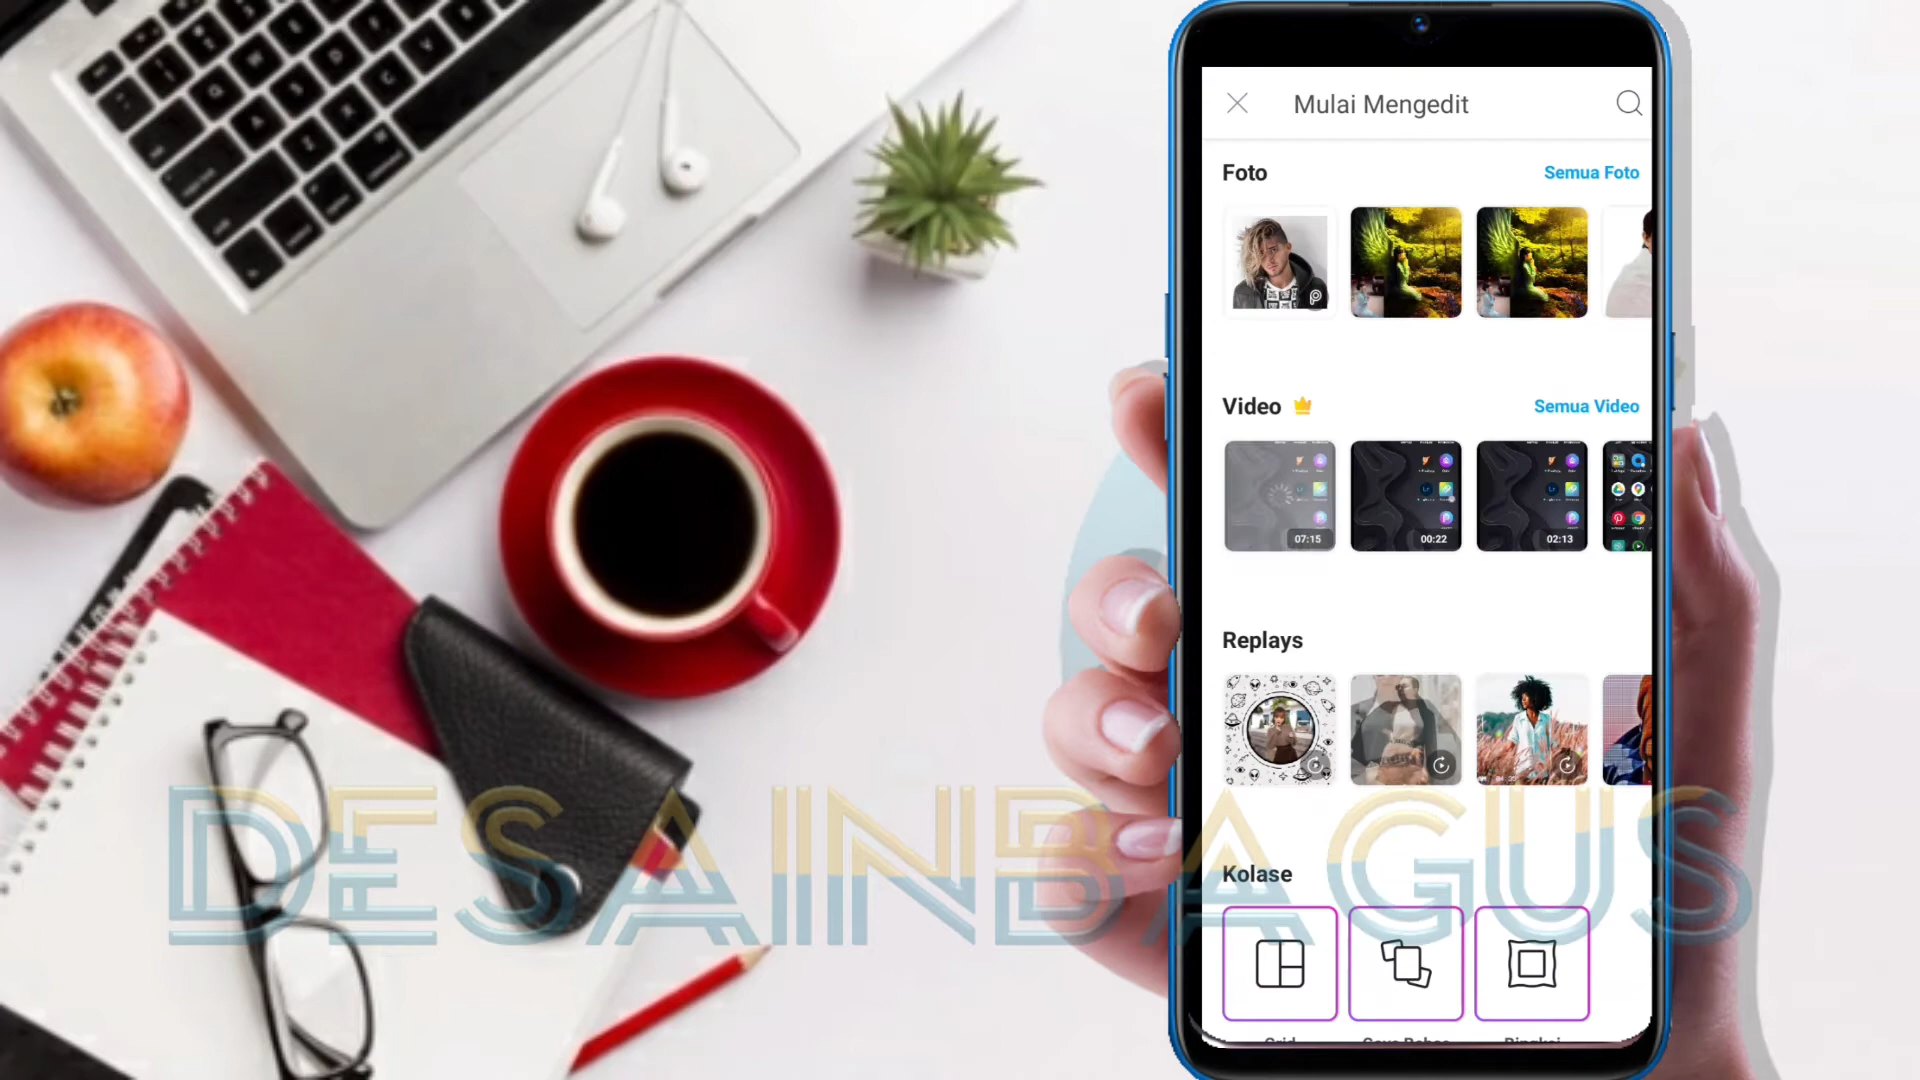 Mulai Mengedit
Foto
Semua Foto
Video
Semua Video
07:15
00:22
02:13
Replays
DESAINBAGUS
Kolase